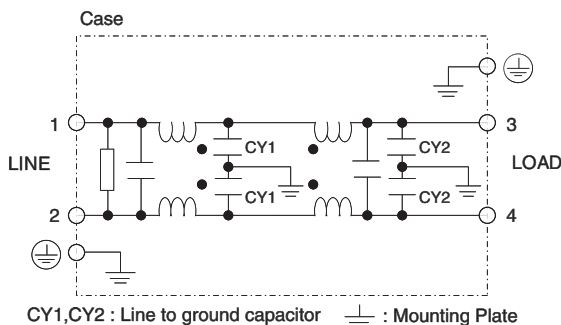 Case
1
3
CY1
CY2
LINE
LOAD
CY1
CY2
2
4
CY1,CY2 : Line to ground capacitor
: Mounting Plate